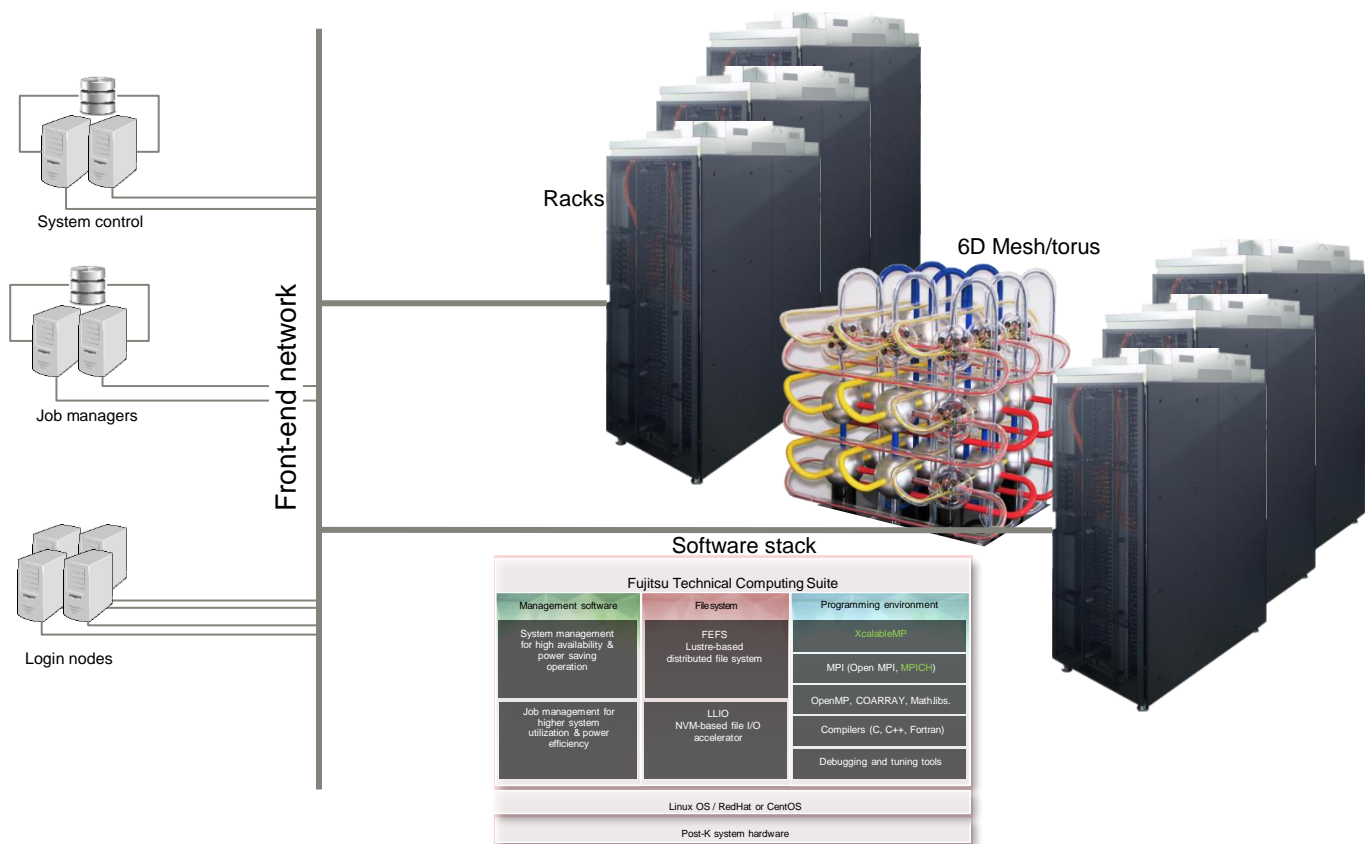 System control
Job managers
Login nodes
Front-end network
Racks
6D Mesh/torus
Software stack
Fujitsu Technical Computing Suite
Management software
System management
for high availability &
power saving
operation
Job management for
higher system
utilization & power
efficiency
Filesystem
FEFS
Lustre-based
distributed file system
LLIO
NVM-based file I/O
accelerator
Programming environment
XcalableMP
MPI (Open MPI, MPICH)
OpenMP, COARRAY, Math.libs.
Compilers (C, C++, Fortran)
Debugging and tuning tools
Linux OS / RedHat or CentOS
Post-K system hardware